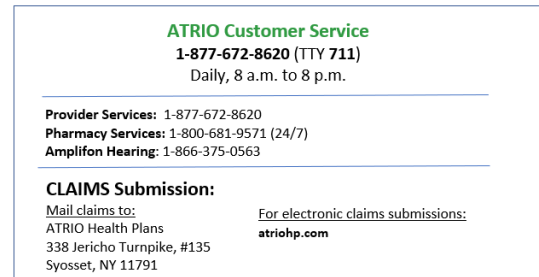 ATRIO Customer Service
1-877-672-8620 (TTY 711)
Daily, 8 a.m. to 8 p.m.
Provider Services: 1-877-672-8620
Pharmacy Services: 1-800-681-9571 (24/7)
Amplifon Hearing: 1-866-375-0563
CLAIMS Submission:
Mail claims to:
ATRIO Health Plans
338 Jericho Turnpike, #135
Syosset, NY 11791
For electronic claims submissions:
atriohp.com